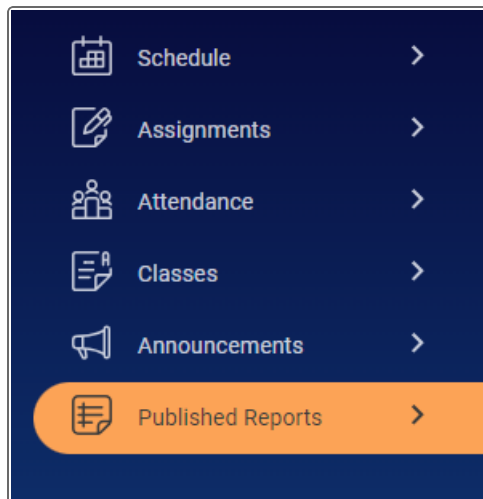 Schedule
Assignments
Attendance
Classes
Announcements
Published Reports